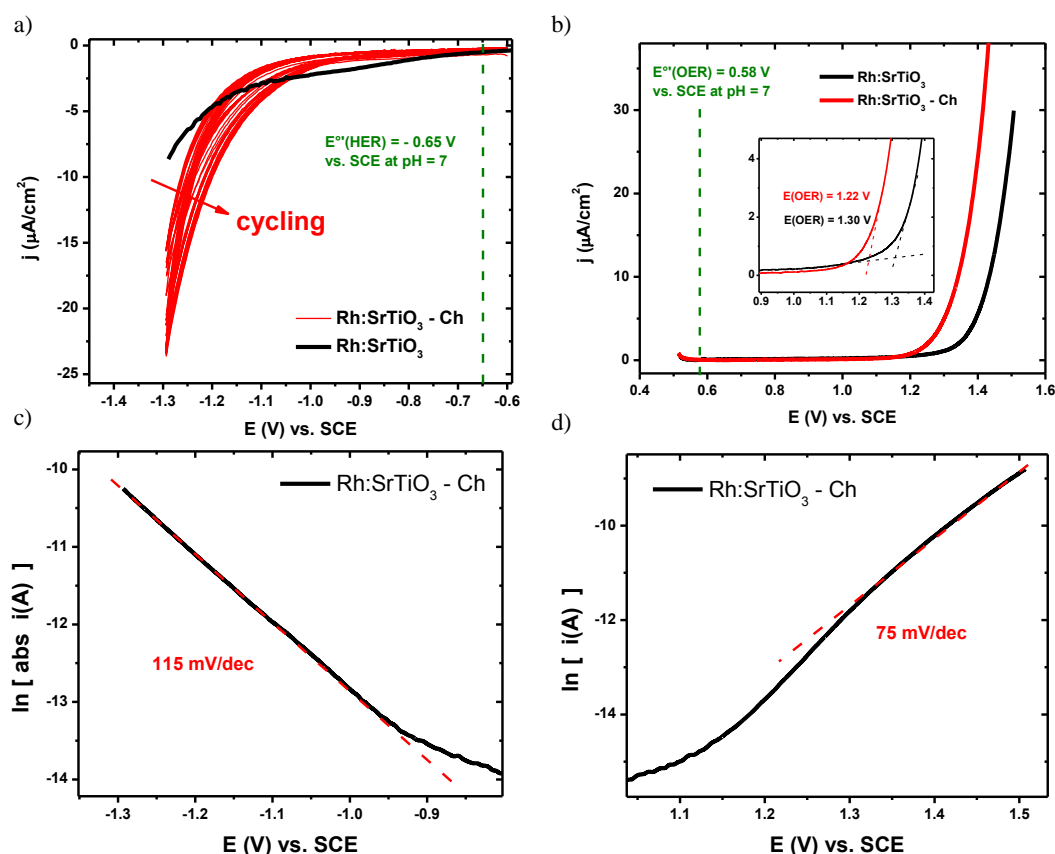 a)
0
-5
-10
-15
-20
-25
j (µA/cm²)
E°'(HER) = - 0.65 V
vs. SCE at pH = 7
cycling
Rh:SrTiO₃ - Ch
Rh:SrTiO₃
-1.4 -1.3 -1.2 -1.1 -1.0 -0.9 -0.8 -0.7 -0.6
E (V) vs. SCE
b)
30
20
10
0
j (µA/cm²)
E°'(OER) = 0.58 V
vs. SCE at pH = 7
Rh:SrTiO₃
Rh:SrTiO₃ - Ch
4
2
0
E(OER) = 1.22 V
E(OER) = 1.30 V
0.9 1.0 1.1 1.2 1.3 1.4
0.4 0.6 0.8 1.0 1.2 1.4 1.6
E (V) vs. SCE
c)
-10
-11
-12
-13
-14
ln [ abs i(A) ]
Rh:SrTiO₃ - Ch
115 mV/dec
-1.3 -1.2 -1.1 -1.0 -0.9
E (V) vs. SCE
d)
-10
-12
-14
ln [ i(A) ]
Rh:SrTiO₃ - Ch
75 mV/dec
1.1 1.2 1.3 1.4 1.5
E (V) vs. SCE